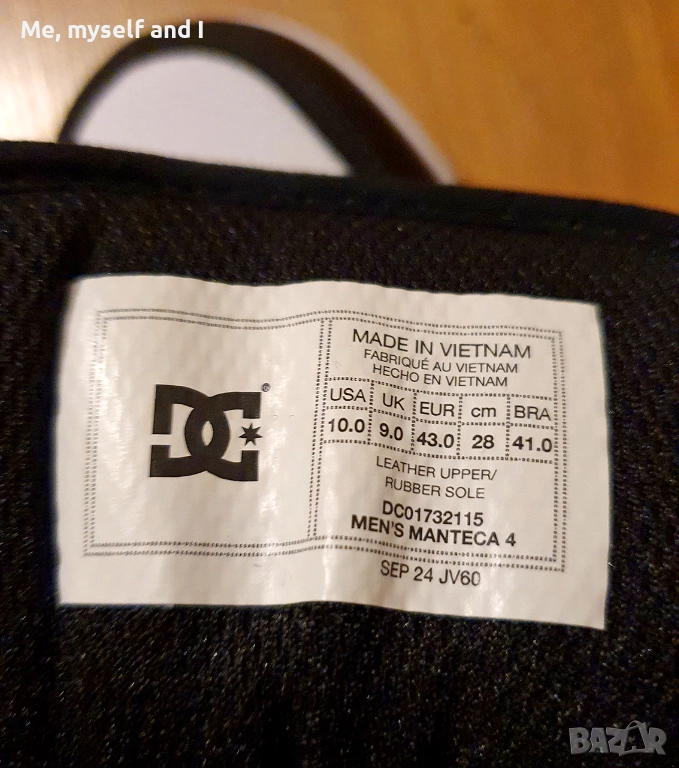 Me, myself and I
DC
®
MADE IN VIETNAM
FABRIQUÉ AU VIETNAM
HECHO EN VIETNAM
USA UK EUR cm BRA
10.0 9.0 43.0 28 41.0
LEATHER UPPER/
RUBBER SOLE
DC01732115
MEN'S MANTECA 4
SEP 24 JV60
BAZAR